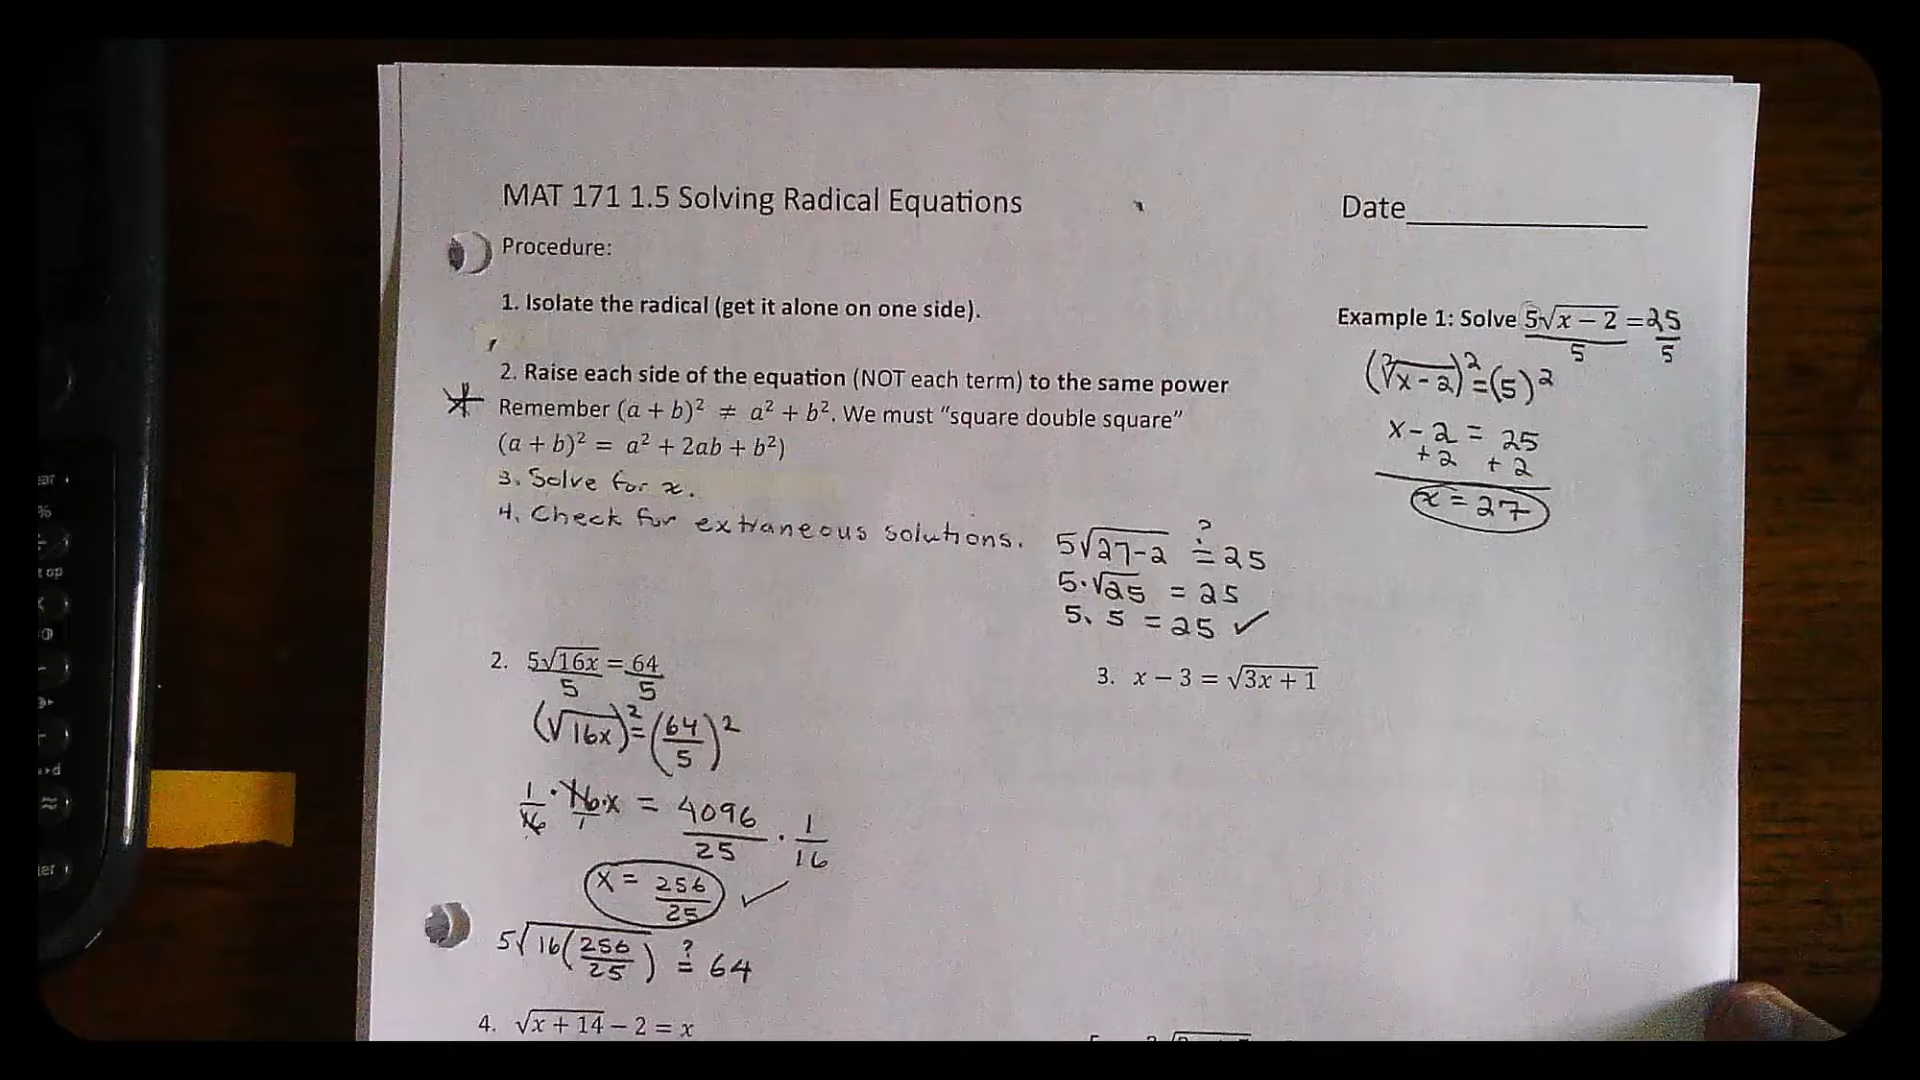 MAT 171 1.5 Solving Radical Equations
Date
Procedure:
1. Isolate the radical (get it alone on one side).
2. Raise each side of the equation (NOT each term) to the same power
Remember (a + b)² ≠ a² + b². We must “square double square”
(a + b)² = a² + 2ab + b²)
3. Solve for x.
4. Check for extraneous solutions.
Example 1: Solve 5√x − 2 = 25
5 5
(²√x-2)² = (5)²
x-2 = 25
+2 +2
x = 27
5√27-2 ≟ 25
5·√25 = 25
5·5 = 25 ✓
2. 5√16x = 64
5 5
(√16x)² = (64/5)²
1/16 · 16/1 · x = 4096/25 · 1/16
x = 256/25 ✓
5√16(256/25) ≟ 64
3. x − 3 = √3x + 1
4. √x + 14 − 2 = x